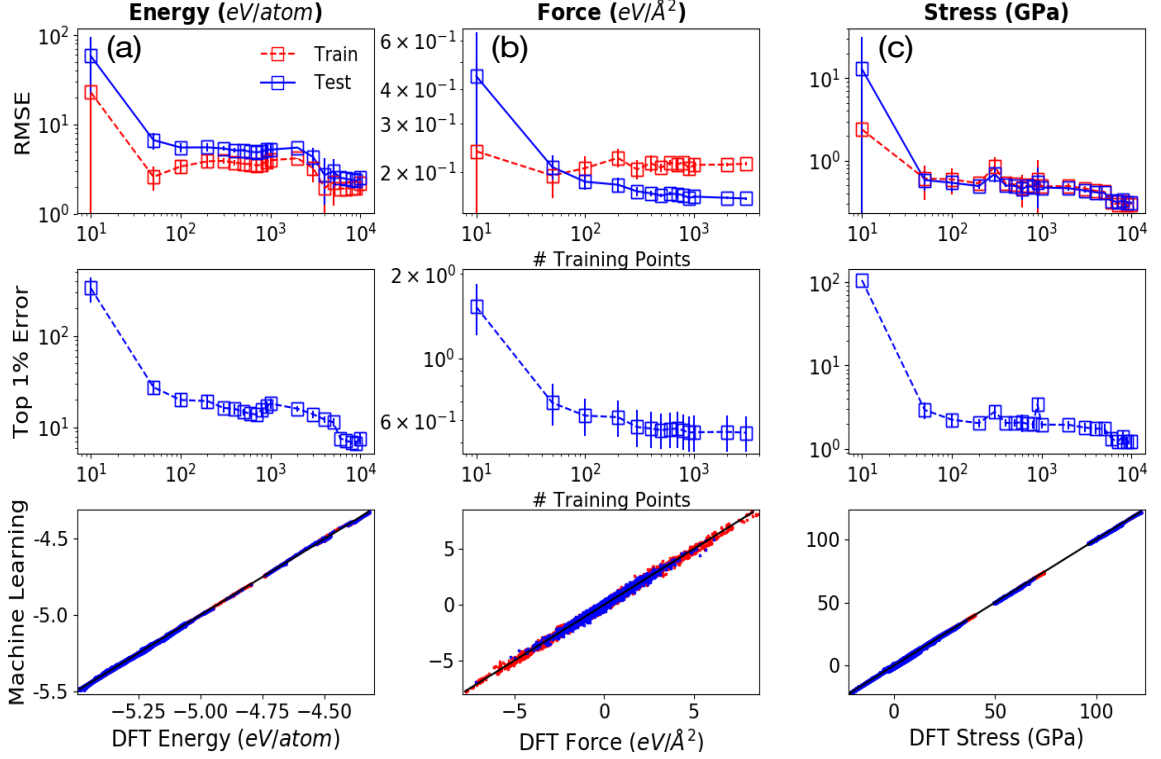 Energy (eV/atom) Force (eV/Å²) Stress (GPa)
(a) (b) (c)
Train
Test
RMSE
10² 10¹ 10⁰
6 × 10⁻¹ 4 × 10⁻¹ 3 × 10⁻¹ 2 × 10⁻¹
10¹ 10⁰
10¹ 10² 10³ 10⁴
10¹ 10² 10³
10¹ 10² 10³ 10⁴
# Training Points
Top 1% Error
10² 10¹
2 × 10⁰ 10⁰ 6 × 10⁻¹
10² 10¹ 10⁰
10¹ 10² 10³ 10⁴
10¹ 10² 10³
10¹ 10² 10³ 10⁴
# Training Points
Machine Learning
-4.5 -5.0 -5.5
5 0 −5
100 50 0
−5.25 −5.00 −4.75 −4.50
−5 0 5
0 50 100
DFT Energy (eV/atom) DFT Force (eV/Å²) DFT Stress (GPa)